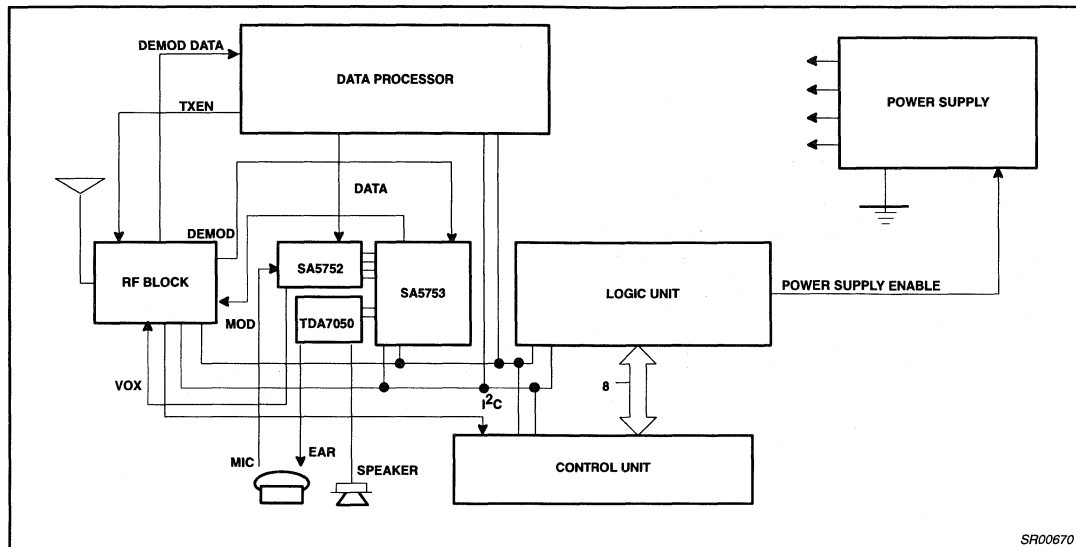 DEMOD DATA
DATA PROCESSOR
POWER SUPPLY
TXEN
DATA
DEMOD
RF BLOCK
SA5752
SA5753
LOGIC UNIT
POWER SUPPLY ENABLE
MOD
TDA7050
VOX
I²C
8
MIC
EAR
SPEAKER
CONTROL UNIT
SR00670